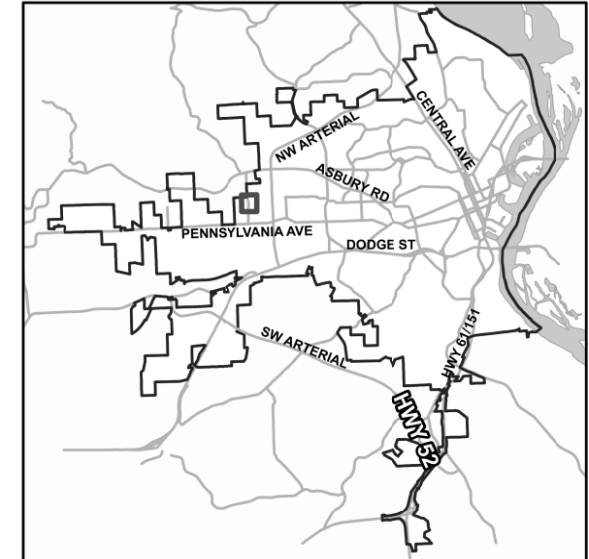 CENTRAL AVE
NW ARTERIAL
ASBURY RD
PENNSYLVANIA AVE
DODGE ST
SW ARTERIAL
HWY 61/151
HWY 52